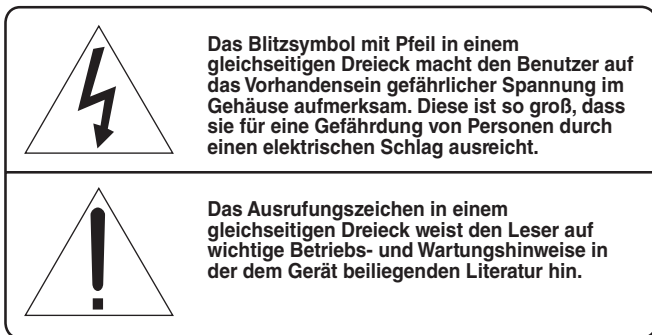 Das Blitzsymbol mit Pfeil in einem
gleichseitigen Dreieck macht den Benutzer auf
das Vorhandensein gefährlicher Spannung im
Gehäuse aufmerksam. Diese ist so groß, dass
sie für eine Gefährdung von Personen durch
einen elektrischen Schlag ausreicht.
Das Ausrufungszeichen in einem
gleichseitigen Dreieck weist den Leser auf
wichtige Betriebs- und Wartungshinweise in
der dem Gerät beiliegenden Literatur hin.